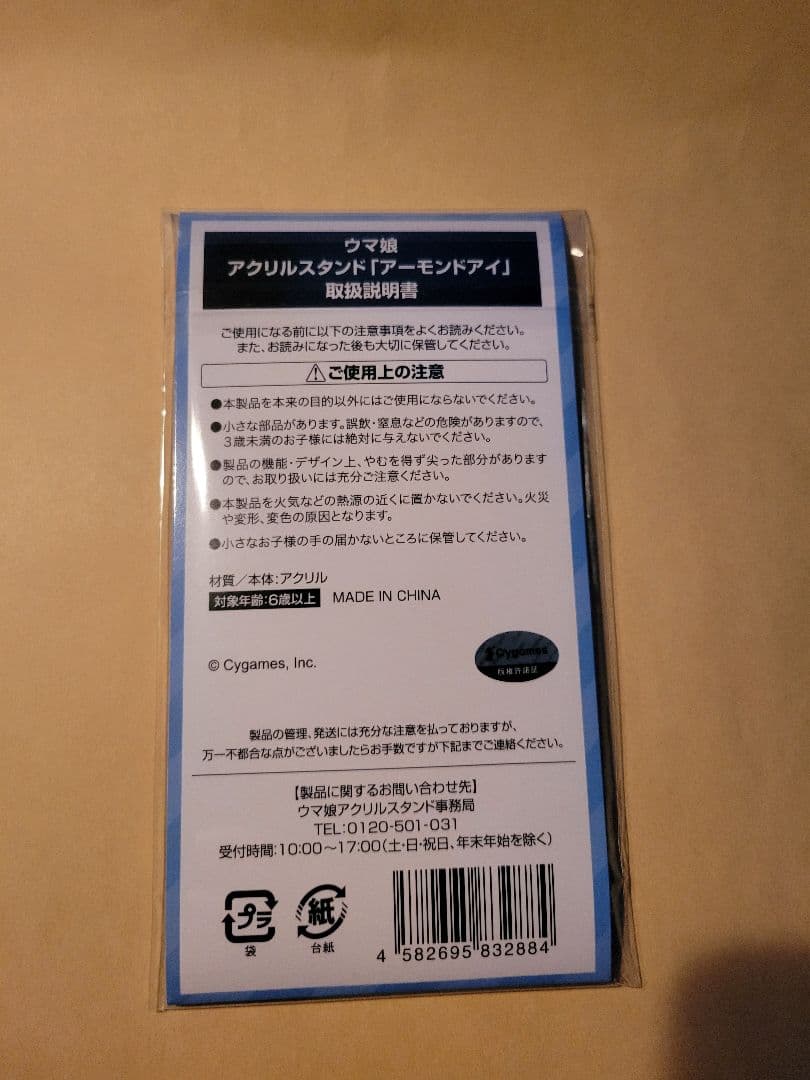 ウマ娘
アクリルスタンド「アーモンドアイ」
取扱説明書
ご使用になる前に以下の注意事項をよくお読みください。
また、お読みになった後も大切に保管してください。
⚠ご使用上の注意
●本製品を本来の目的以外にはご使用にならないでください。
●小さな部品があります。誤飲・窒息などの危険がありますので、
3歳未満のお子様には絶対に与えないでください。
●製品の機能・デザイン上、やむを得ず尖った部分があります
ので、お取り扱いには充分ご注意ください。
●本製品を火気などの熱源の近くに置かないでください。火災
や変形、変色の原因となります。
●小さなお子様の手の届かないところに保管してください。
材質／本体：アクリル
対象年齢：6歳以上 MADE IN CHINA
© Cygames, Inc.
Cygames
版権許諾証
製品の管理、発送には充分な注意を払っておりますが、
万一不都合な点がございましたらお手数ですが下記までご連絡ください。
【製品に関するお問い合わせ先】
ウマ娘アクリルスタンド事務局
TEL：0120-501-031
受付時間：10:00～17:00（土・日・祝日、年末年始を除く）
プラ
袋
紙
台紙
4 582695 832884